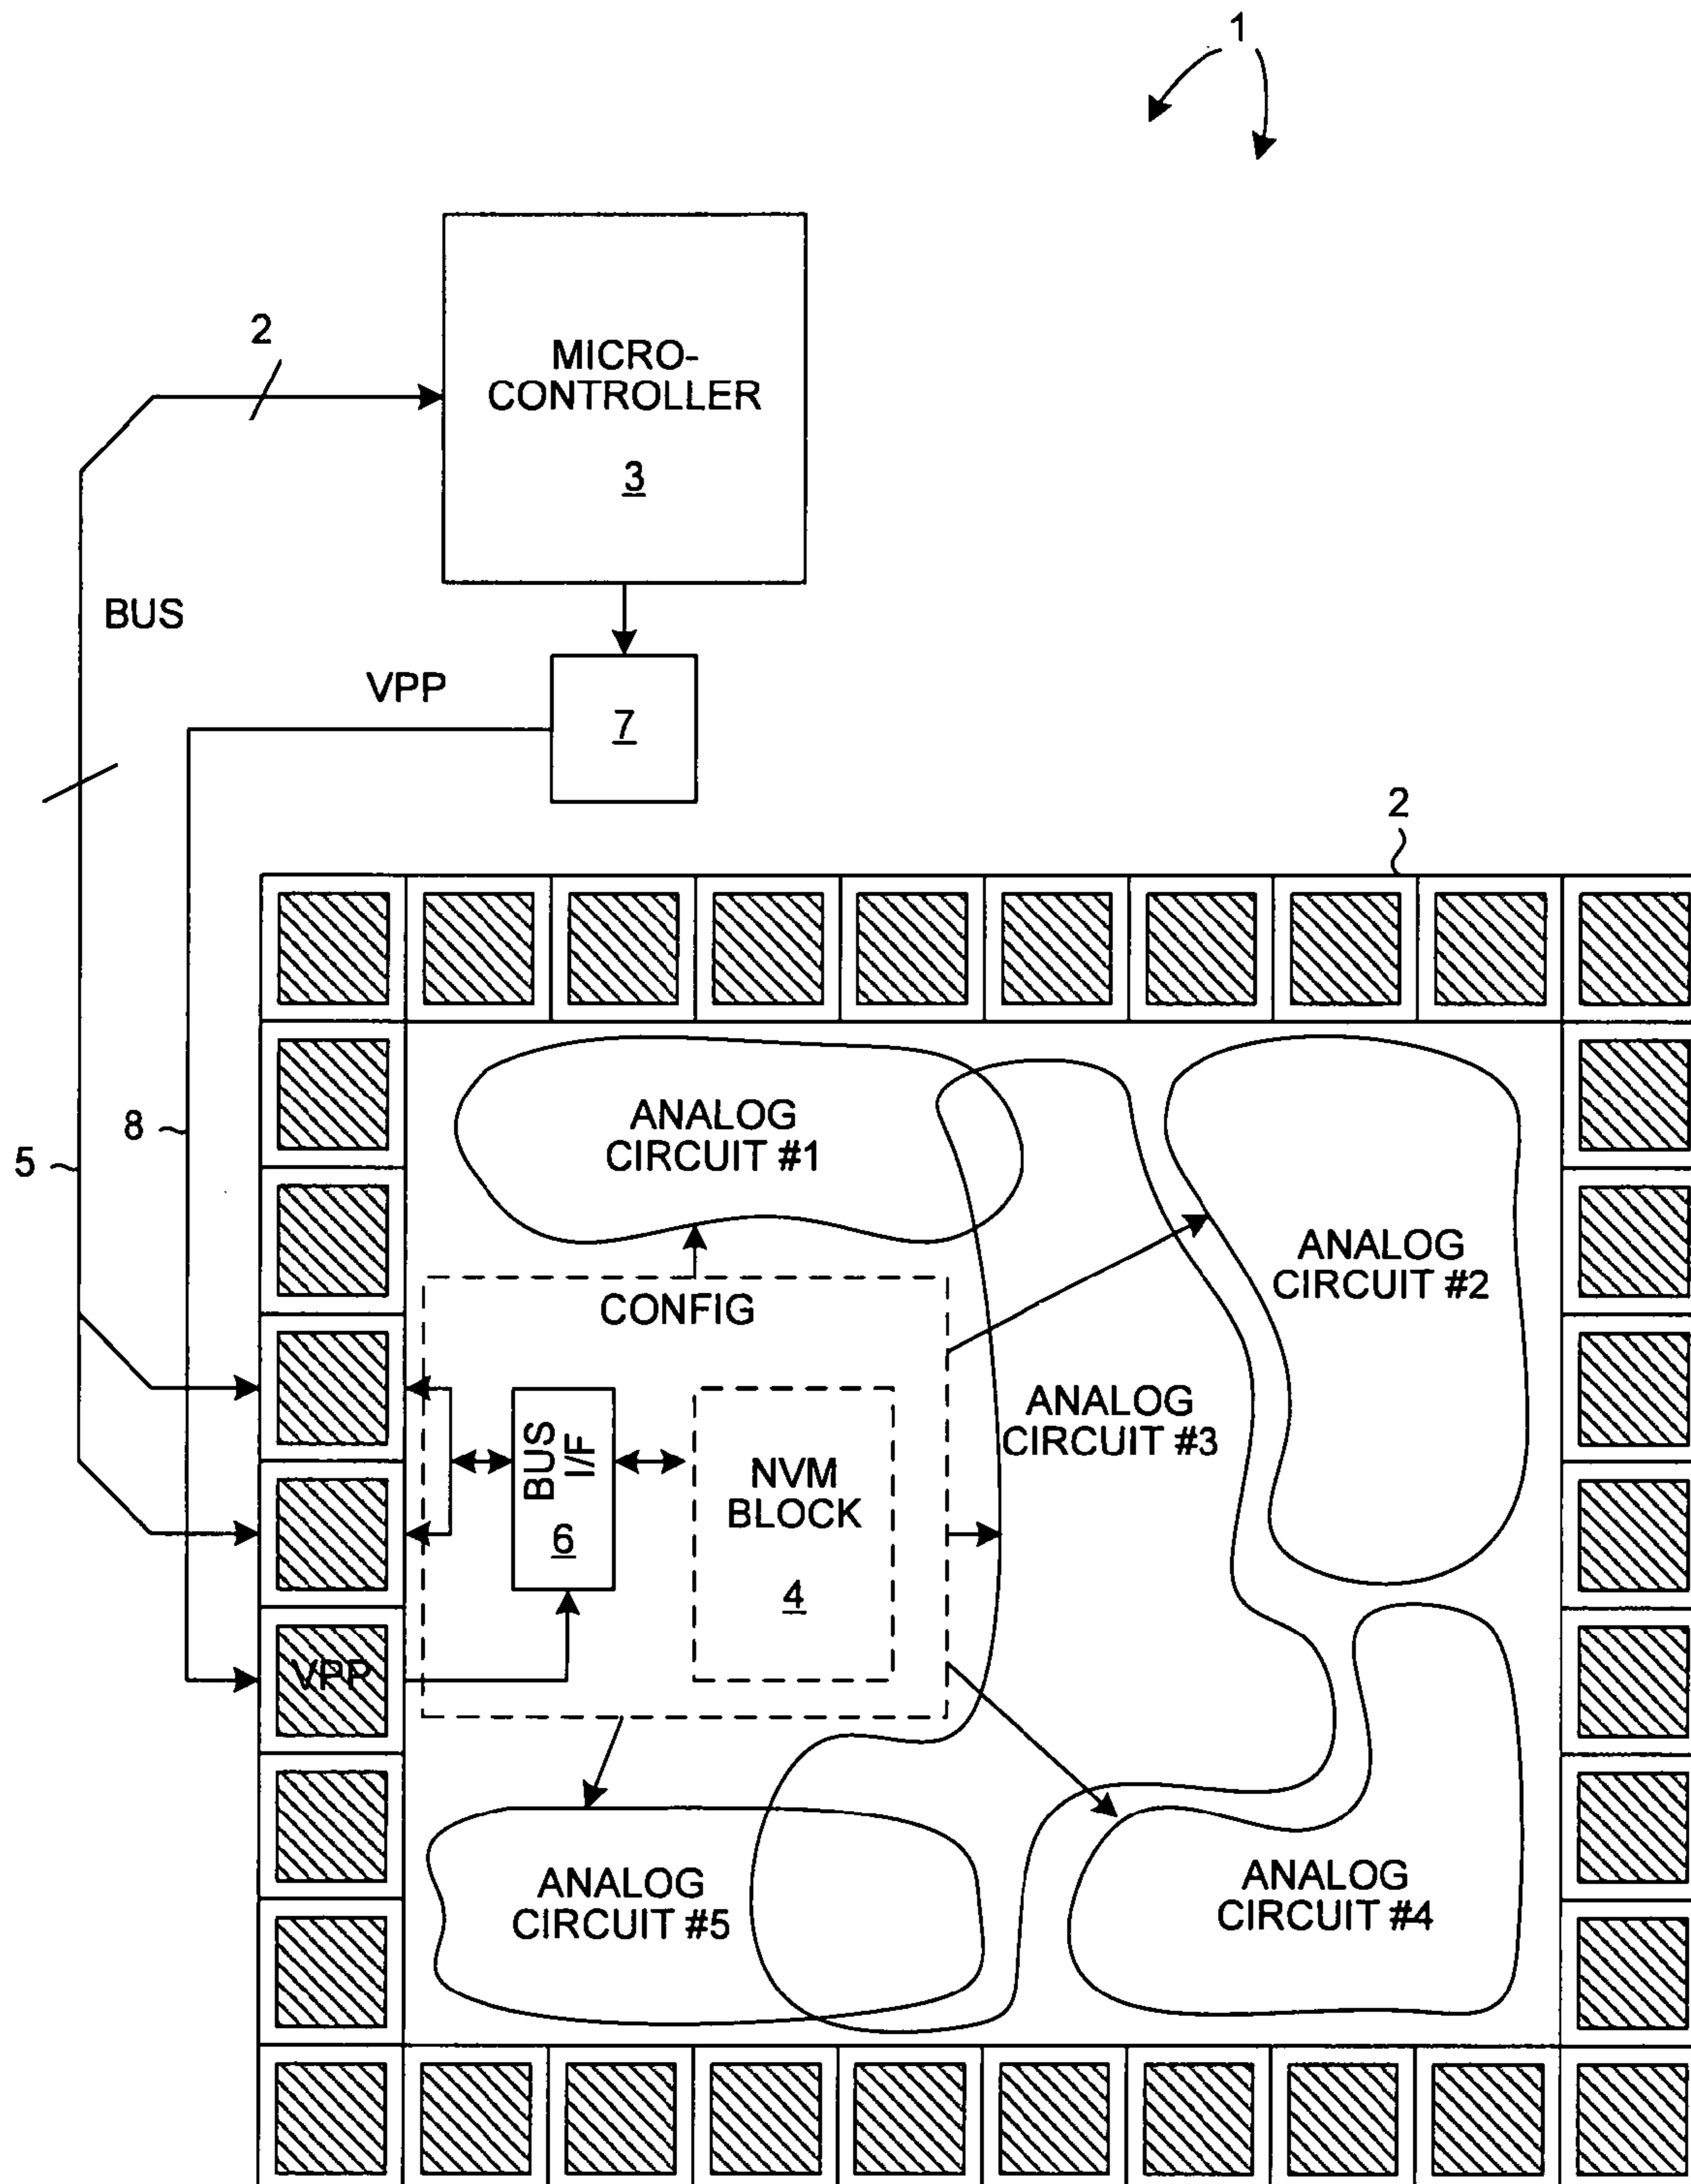 1
2
MICRO-
CONTROLLER
3
BUS
VPP
7
2
8
5
ANALOG
CIRCUIT #1
ANALOG
CIRCUIT #2
CONFIG
ANALOG
CIRCUIT #3
BUS
I/F
6
NVM
BLOCK
4
VPP
ANALOG
CIRCUIT #5
ANALOG
CIRCUIT #4